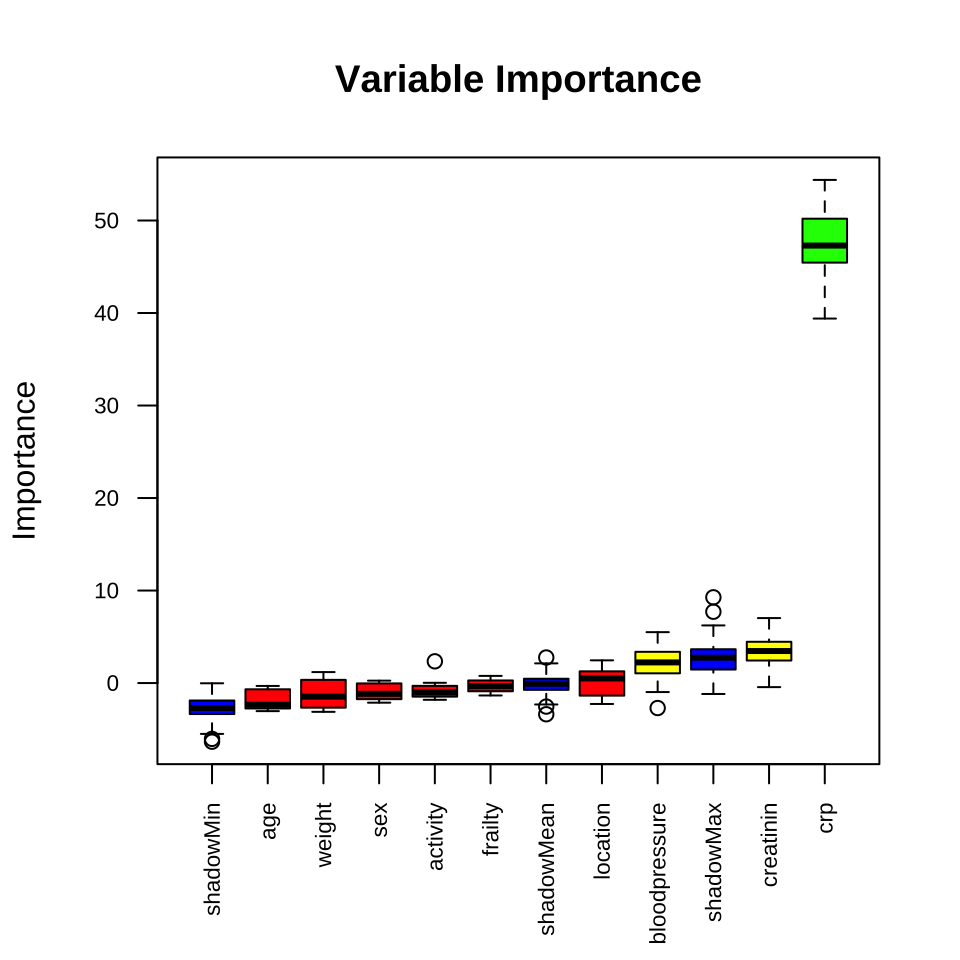 Variable Importance
Importance
50
40
30
20
10
0
shadowMin
age
weight
sex
activity
frailty
shadowMean
location
bloodpressure
shadowMax
creatinin
crp